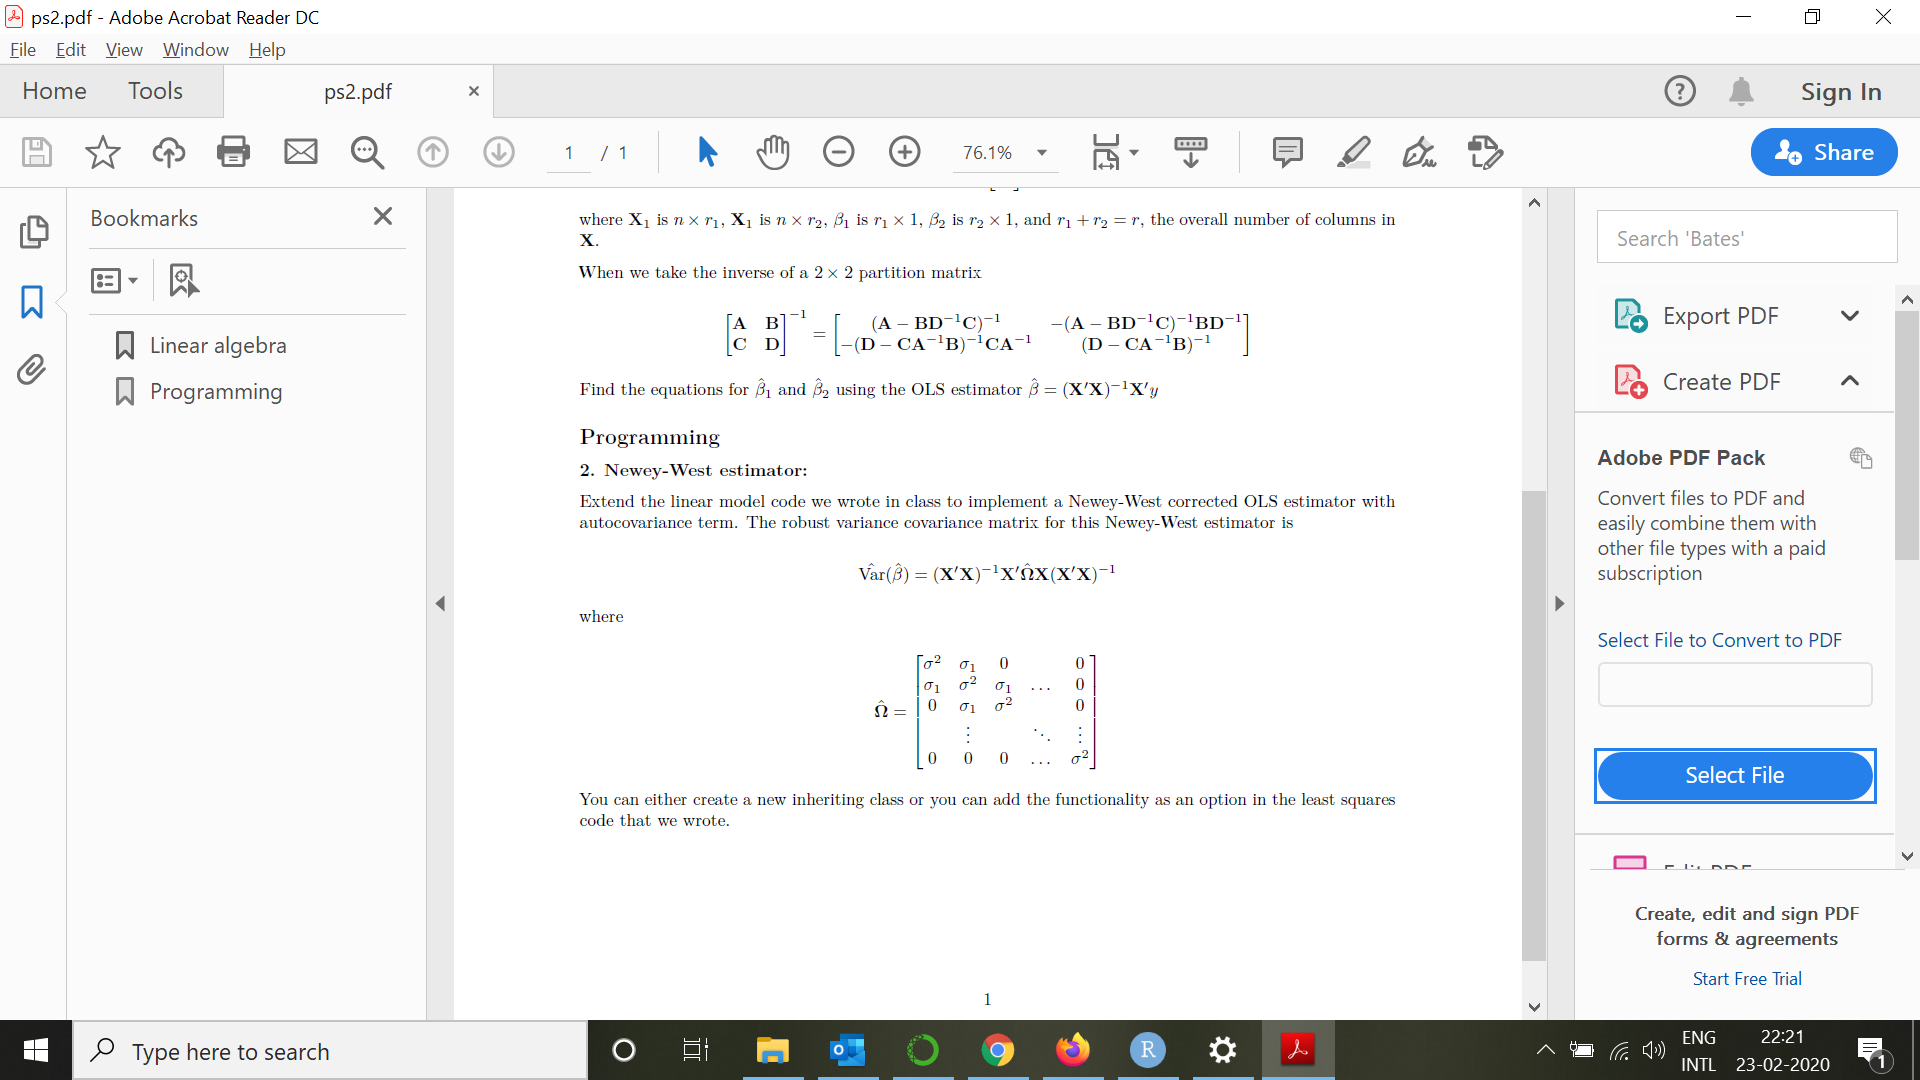 ps2.pdf - Adobe Acrobat Reader DC
File Edit View Window Help
Home Tools ps2.pdf × ? Sign In
1 / 1 76.1% Share
Bookmarks
Linear algebra
Programming
where X₁ is n × r₁, X₁ is n × r₂, β₁ is r₁ × 1, β₂ is r₂ × 1, and r₁ + r₂ = r, the overall number of columns in
X.
When we take the inverse of a 2 × 2 partition matrix
[A B; C D]⁻¹ = [(A − BD⁻¹C)⁻¹ −(A − BD⁻¹C)⁻¹BD⁻¹; −(D − CA⁻¹B)⁻¹CA⁻¹ (D − CA⁻¹B)⁻¹]
Find the equations for β̂₁ and β̂₂ using the OLS estimator β̂ = (X′X)⁻¹X′y
Programming
2. Newey-West estimator:
Extend the linear model code we wrote in class to implement a Newey-West corrected OLS estimator with
autocovariance term. The robust variance covariance matrix for this Newey-West estimator is
Vâr(β̂) = (X′X)⁻¹X′Ω̂X(X′X)⁻¹
where
σ² σ₁ 0 0
σ₁ σ² σ₁ … 0
0 σ₁ σ² 0
Ω̂ =
⋮ ⋱ ⋮
0 0 0 … σ²
You can either create a new inheriting class or you can add the functionality as an option in the least squares
code that we wrote.
1
Search 'Bates'
Export PDF
Create PDF
Adobe PDF Pack
Convert files to PDF and
easily combine them with
other file types with a paid
subscription
Select File to Convert to PDF
Select File
Edit PDF
Create, edit and sign PDF
forms & agreements
Start Free Trial
Type here to search
R
ENG
INTL
22:21
23-02-2020
1